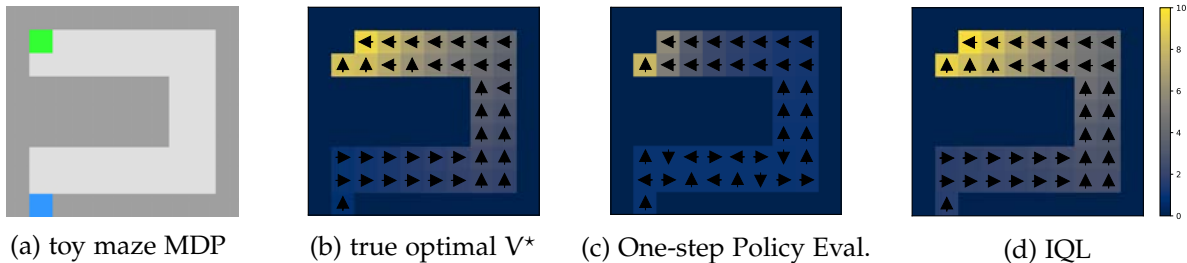 10
8
6
4
2
0
(a) toy maze MDP
(b) true optimal V⋆
(c) One-step Policy Eval.
(d) IQL